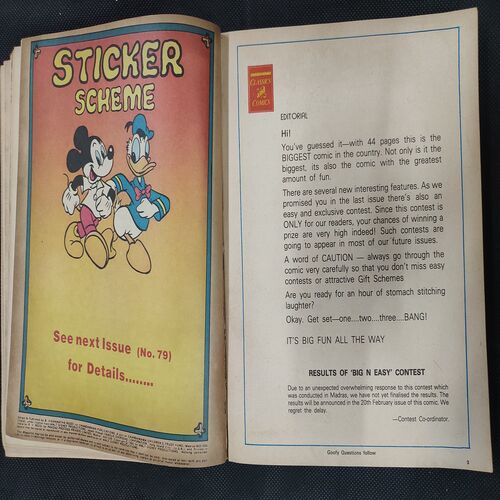 STICKER
SCHEME
See next Issue (No. 79)
for Details........
CLASSICS
COMICS
EDITORIAL
Hi!
You've guessed it—with 44 pages this is the
BIGGEST comic in the country. Not only is it the
biggest, its also the comic with the greatest
amount of fun.
There are several new interesting features. As we
promised you in the last issue there's also an
easy and exclusive contest. Since this contest is
ONLY for our readers, your chances of winning a
prize are very high indeed! Such contests are
going to appear in most of our future issues.
A word of CAUTION — always go through the
comic very carefully so that you don't miss easy
contests or attractive Gift Schemes
Are you ready for an hour of stomach stitching
laughter?
Okay. Get set—one....two....three....BANG!
IT'S BIG FUN ALL THE WAY
RESULTS OF 'BIG N EASY' CONTEST
Due to an unexpected overwhelming response to this contest which
was conducted in Madras, we have not yet finalised the results. The
results will be announced in the 20th February issue of this comic. We
regret the delay.
—Contest Co-ordinator.
Goofy Questions follow